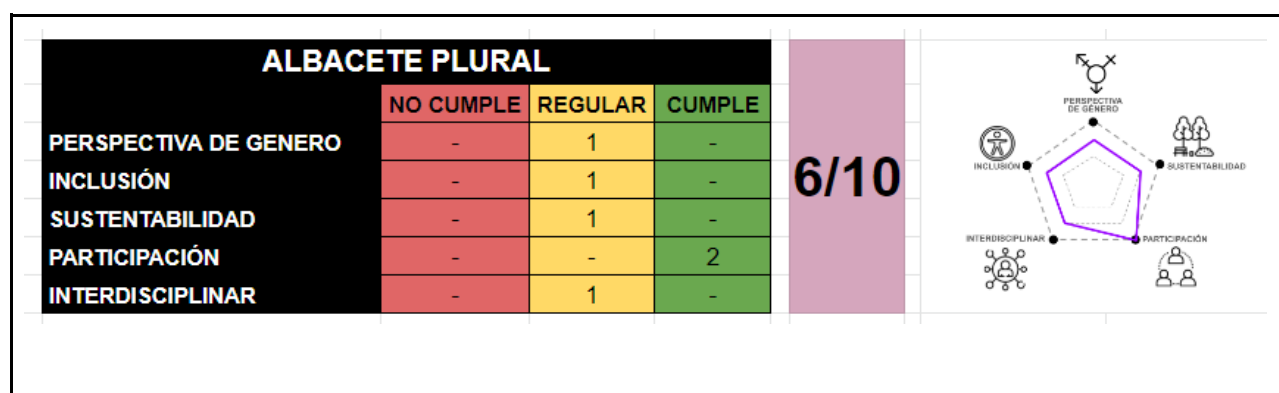 ALBACETE PLURAL
NO CUMPLE REGULAR CUMPLE
PERSPECTIVA DE GENERO - 1 -
INCLUSIÓN - 1 -
SUSTENTABILIDAD - 1 -
PARTICIPACIÓN - - 2
INTERDISCIPLINAR - 1 -
6/10
PERSPECTIVA
DE GÉNERO
INCLUSIÓN
SUSTENTABILIDAD
INTERDISCIPLINAR
PARTICIPACIÓN